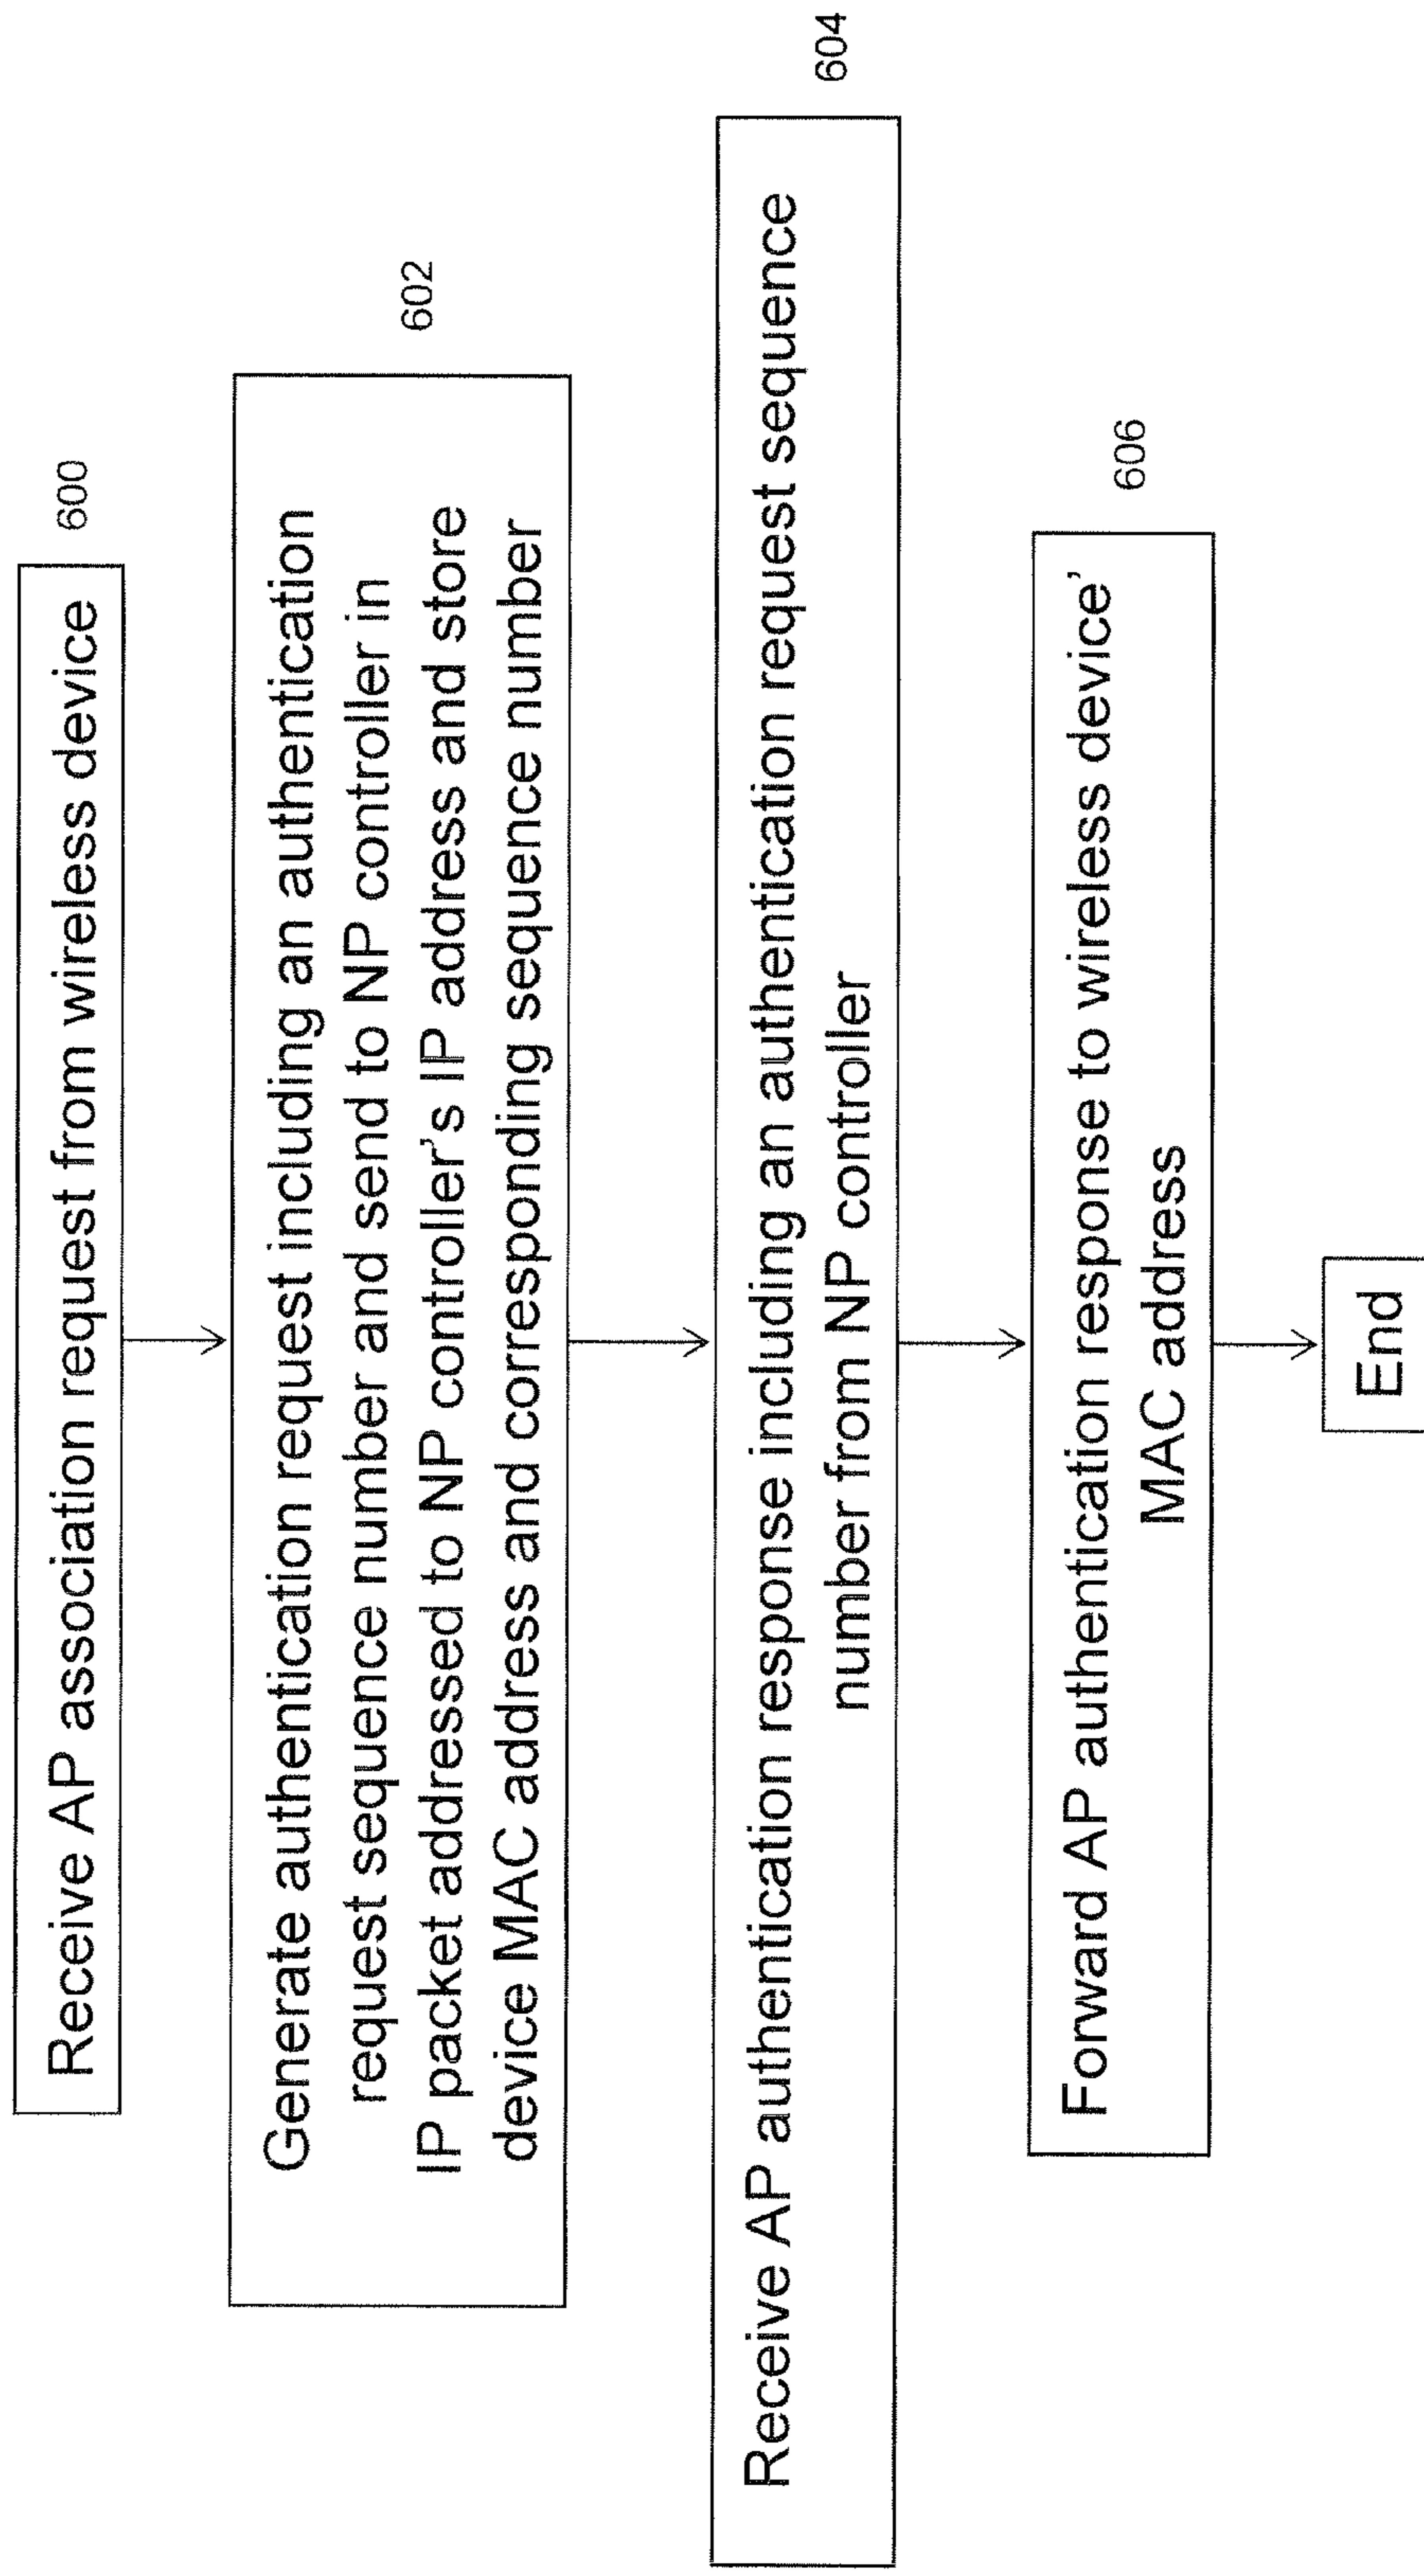 Receive AP association request from wireless device
600
Generate authentication request including an authentication
request sequence number and send to NP controller in
IP packet addressed to NP controller's IP address and store
device MAC address and corresponding sequence number
602
Receive AP authentication response including an authentication request sequence
number from NP controller
604
Forward AP authentication response to wireless device'
MAC address
606
End